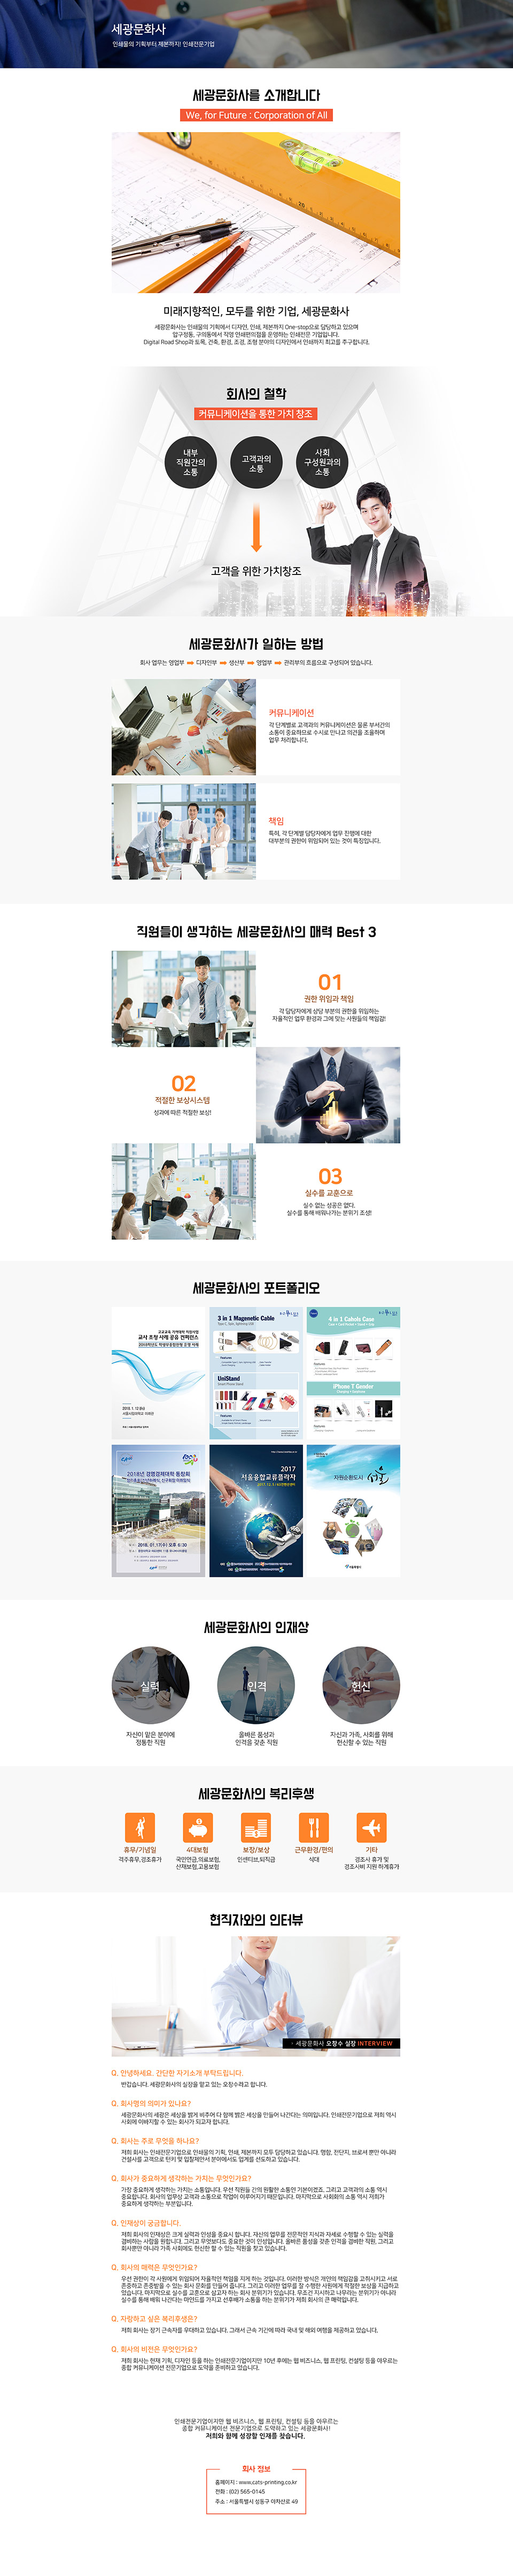 세광문화사
인쇄물의 기획부터 제본까지! 인쇄전문기업
세광문화사를 소개합니다
We, for Future : Corporation of All
미래지향적인, 모두를 위한 기업, 세광문화사
세광문화사는 인쇄물의 기획에서 디자인, 인쇄, 제본까지 One-stop으로 담당하고 있으며
압구정동, 구의동에서 직영 인쇄편의점을 운영하는 인쇄전문 기업입니다.
Digital Road Shop과 토목, 건축, 환경, 조경, 조형 분야의 디자인에서 인쇄까지 최고를 추구합니다.
회사의 철학
커뮤니케이션을 통한 가치 창조
내부
직원간의
소통
고객과의
소통
사회
구성원과의
소통
고객을 위한 가치창조
세광문화사가 일하는 방법
회사 업무는 영업부 ➡ 디자인부 ➡ 생산부 ➡ 영업부 ➡ 관리부의 흐름으로 구성되어 있습니다.
커뮤니케이션
각 단계별로 고객과의 커뮤니케이션은 물론 부서간의
소통이 중요하므로 수시로 만나고 의견을 조율하며
업무 처리합니다.
책임
특히, 각 단계별 담당자에게 업무 진행에 대한
대부분의 권한이 위임되어 있는 것이 특징입니다.
직원들이 생각하는 세광문화사의 매력 Best 3
01
권한 위임과 책임
각 담당자에게 상당 부분의 권한을 위임하는
자율적인 업무 환경과 그에 맞는 사원들의 책임감!
02
적절한 보상시스템
성과에 따른 적절한 보상!
03
실수를 교훈으로
실수 없는 성공은 없다.
실수를 통해 배워나가는 분위기 조성!
세광문화사의 포트폴리오
교사 초청 사례 공유 컨퍼런스
3 in 1 Magenetic Cable
Features
UniStand
Features
4 in 1 Cakols Case
Features
iPhone T Gender
2018년 경영경제대학 동창회
2018. 01.17(수) 오후 6:30
2017
서울융합교류플라자
자원순환도시 서울
세광문화사의 인재상
실력
인격
헌신
자신이 맡은 분야에
정통한 직원
올바른 품성과
인격을 갖춘 직원
자신과 가족, 사회를 위해
헌신할 수 있는 직원
세광문화사의 복리후생
휴무/기념일
격주휴무,경조휴가
4대보험
국민연금,의료보험,
산재보험,고용보험
보장/보상
인센티브,퇴직금
근무환경/편의
식대
기타
경조사 휴가 및
경조사비 지원 하계휴가
현직자와의 인터뷰
세광문화사 오창수 실장 INTERVIEW
Q. 안녕하세요. 간단한 자기소개 부탁드립니다.
반갑습니다. 세광문화사의 실장을 맡고 있는 오창수라고 합니다.
Q. 회사명의 의미가 있나요?
세광문화사의 세광은 세상을 밝게 비추어 다 함께 밝은 세상을 만들어 나간다는 의미입니다. 인쇄전문기업으로 저희 역시
사회에 이바지할 수 있는 회사가 되고자 합니다.
Q. 회사는 주로 무엇을 하나요?
저희 회사는 인쇄전문기업으로 인쇄물의 기획, 인쇄, 제본까지 모두 담당하고 있습니다. 명함, 전단지, 브로셔 뿐만 아니라
건설사를 고객으로 턴키 및 입찰제안서 분야에서도 업계를 선도하고 있습니다.
Q. 회사가 중요하게 생각하는 가치는 무엇인가요?
가장 중요하게 생각하는 가치는 소통입니다. 우선 직원들 간의 원활한 소통인 기본이겠죠. 그리고 고객과의 소통 역시
중요합니다. 회사의 업무상 고객과 소통으로 작업이 이루어지기 때문입니다. 마지막으로 사회와의 소통 역시 저희가
중요하게 생각하는 부분입니다.
Q. 인재상이 궁금합니다.
저희 회사의 인재상은 크게 실력과 인성을 중요시 합니다. 자신의 업무를 전문적인 지식과 자세로 수행할 수 있는 실력을
겸비하는 사람을 원합니다. 그리고 무엇보다도 중요한 것이 인성입니다. 올바른 품성을 갖춘 인격을 겸비한 직원, 그리고
회사뿐만 아니라 가족 사회에도 헌신할 수 있는 직원을 찾고 있습니다.
Q. 회사의 매력은 무엇인가요?
우선 권한이 각 사원에게 위임되어 자율적인 책임을 지게 하는 것입니다. 이러한 방식은 개인의 책임감을 고취시키고 서로
존중하고 존중받을 수 있는 회사 문화를 만들어 줍니다. 그리고 이러한 업무를 잘 수행한 사원에게 적절한 보상을 지급하고
있습니다. 마지막으로 실수를 교훈으로 삼고자 하는 회사 분위기가 있습니다. 무조건 지시하고 나무라는 분위기가 아니라
실수를 통해 배워 나간다는 마인드를 가지고 선후배가 소통을 하는 분위기가 저희 회사의 큰 매력입니다.
Q. 자랑하고 싶은 복리후생은?
저희 회사는 장기 근속자를 우대하고 있습니다. 그래서 근속 기간에 따라 국내 및 해외 여행을 제공하고 있습니다.
Q. 회사의 비전은 무엇인가요?
저희 회사는 현재 기획, 디자인 등을 하는 인쇄전문기업이지만 10년 후에는 웹 비즈니스, 웹 프린팅, 컨설팅 등을 아우르는
종합 커뮤니케이션 전문기업으로 도약을 준비하고 있습니다.
인쇄전문기업이지만 웹 비즈니스, 웹 프린팅, 컨설팅 등을 아우르는
종합 커뮤니케이션 전문기업으로 도약하고 있는 세광문화사!
저희와 함께 성장할 인재를 찾습니다.
회사 정보
홈페이지 : www.cats-printing.co.kr
전화 : (02) 565-0145
주소 : 서울특별시 성동구 아차산로 49